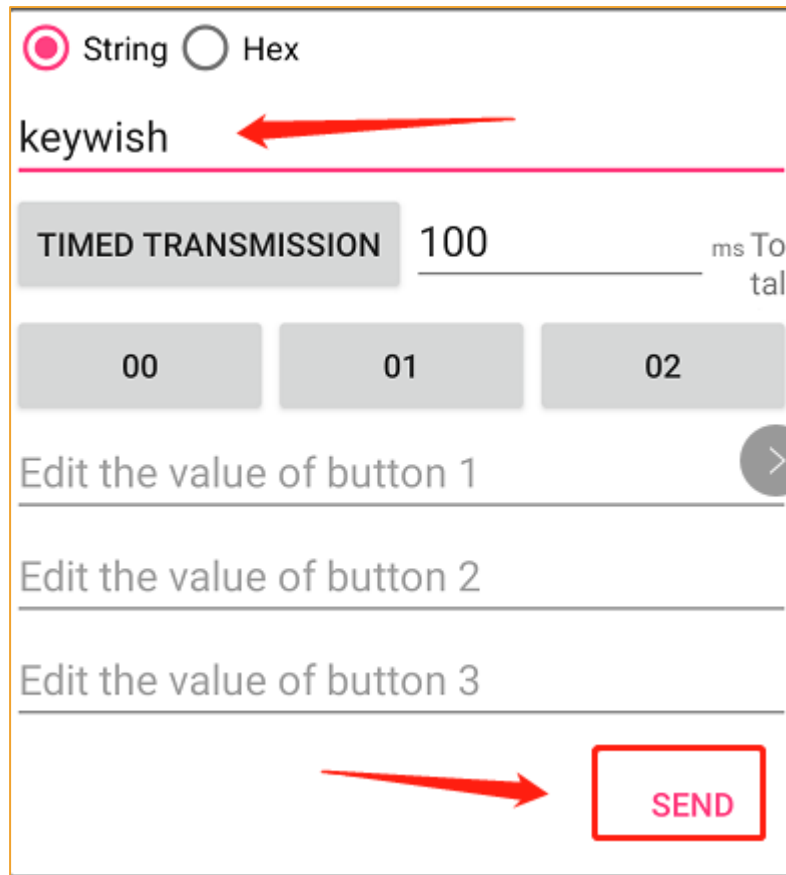 String Hex
keywish
TIMED TRANSMISSION 100 ms To
tal
00 01 02
Edit the value of button 1
Edit the value of button 2
Edit the value of button 3
SEND